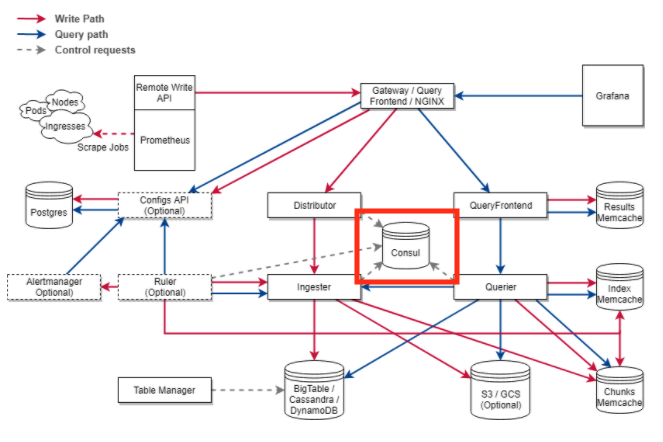 Write Path
Query path
Control requests
Remote Write
API
Gateway / Query
Frontend / NGINX
Grafana
Nodes
Pods
Ingresses
Scrape Jobs
Prometheus
Postgres
Configs API
(Optional)
Distributor
QueryFrontend
Results
Memcache
Consul
Alertmanager
Optional)
Ruler
(Optional)
Ingester
Querier
Index
Memcache
Table Manager
BigTable /
Cassandra /
DynamoDB
S3 / GCS
(Optional)
Chunks
Memcache